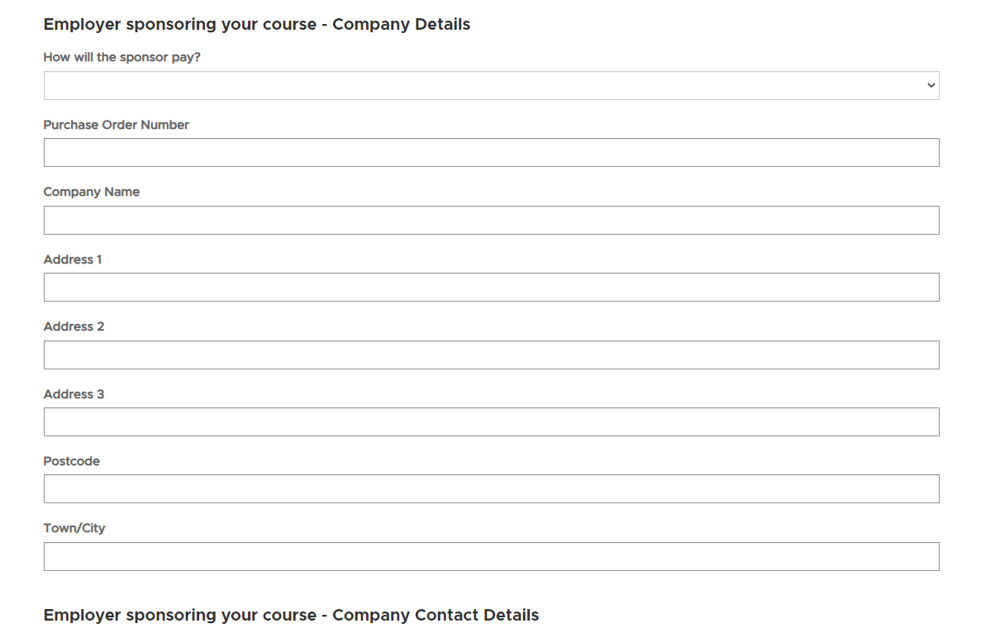 Employer sponsoring your course - Company Details
How will the sponsor pay?
Purchase Order Number
Company Name
Address 1
Address 2
Address 3
Postcode
Town/City
Employer sponsoring your course - Company Contact Details